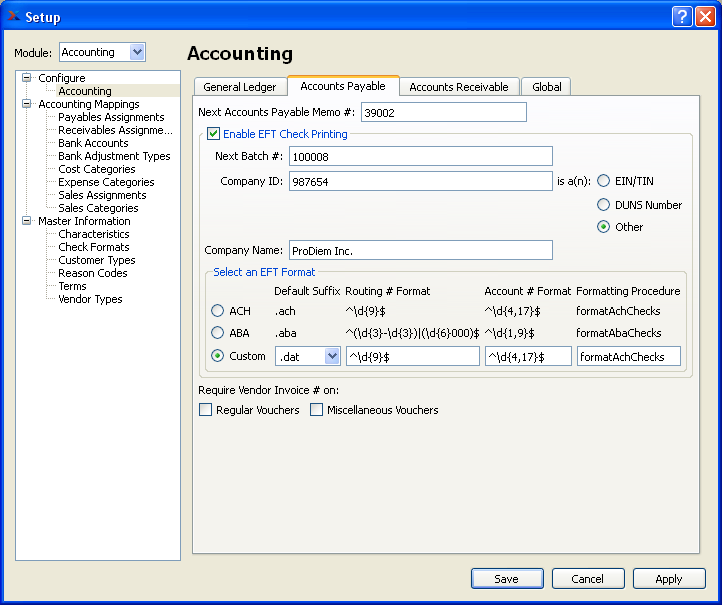 Setup
Module: Accounting
Accounting
Configure
Accounting
Accounting Mappings
Payables Assignments
Receivables Assignme...
Bank Accounts
Bank Adjustment Types
Cost Categories
Expense Categories
Sales Assignments
Sales Categories
Master Information
Characteristics
Check Formats
Customer Types
Reason Codes
Terms
Vendor Types
General Ledger Accounts Payable Accounts Receivable Global
Next Accounts Payable Memo #: 39002
Enable EFT Check Printing
Next Batch #: 100008
Company ID: 987654 is a(n): EIN/TIN
DUNS Number
Other
Company Name: ProDiem Inc.
Select an EFT Format
Default Suffix Routing # Format Account # Format Formatting Procedure
ACH .ach ^\d{9}$ ^\d{4,17}$ formatAchChecks
ABA .aba ^(\d{3}-\d{3})|(\d{6}000)$ ^\d{1,9}$ formatAbaChecks
Custom .dat ^\d{9}$ ^\d{4,17}$ formatAchChecks
Require Vendor Invoice # on:
Regular Vouchers Miscellaneous Vouchers
Save Cancel Apply